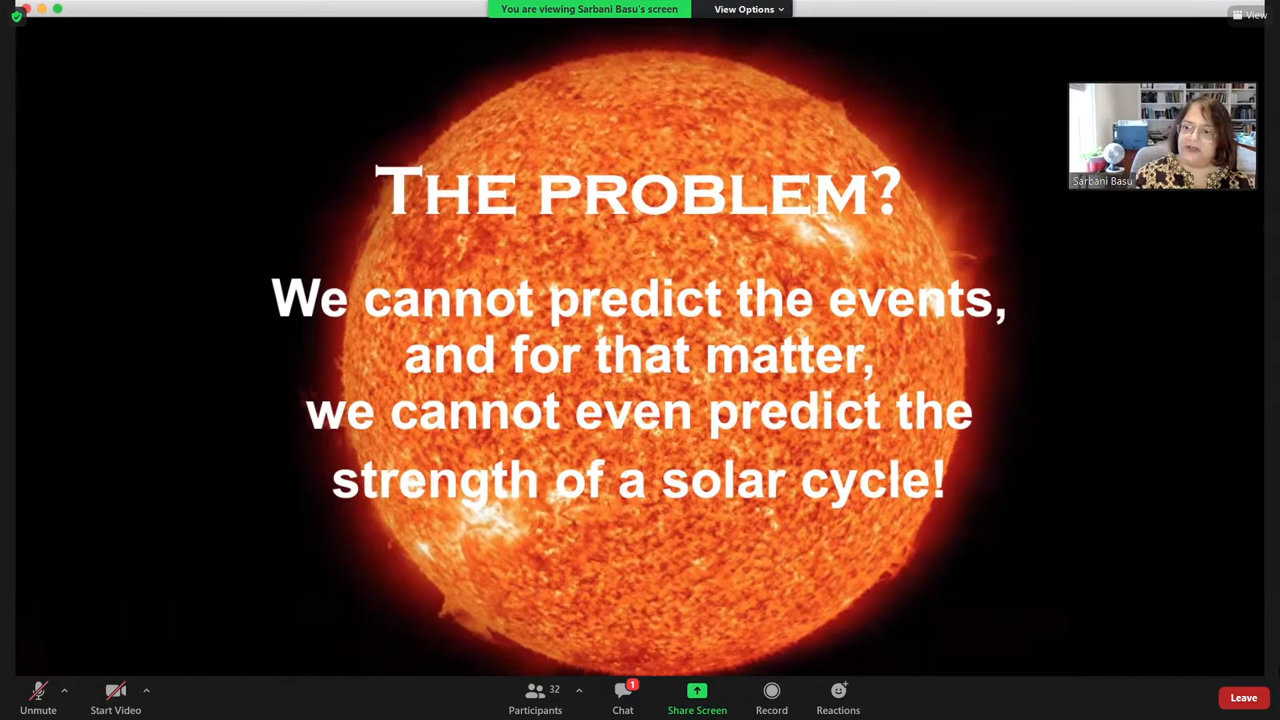 You are viewing Sarbani Basu's screen
View Options
View
THE PROBLEM?
We cannot predict the events,
and for that matter,
we cannot even predict the
strength of a solar cycle!
Sarbani Basu
Unmute
Start Video
32
Participants
1
Chat
Share Screen
Record
Reactions
Leave